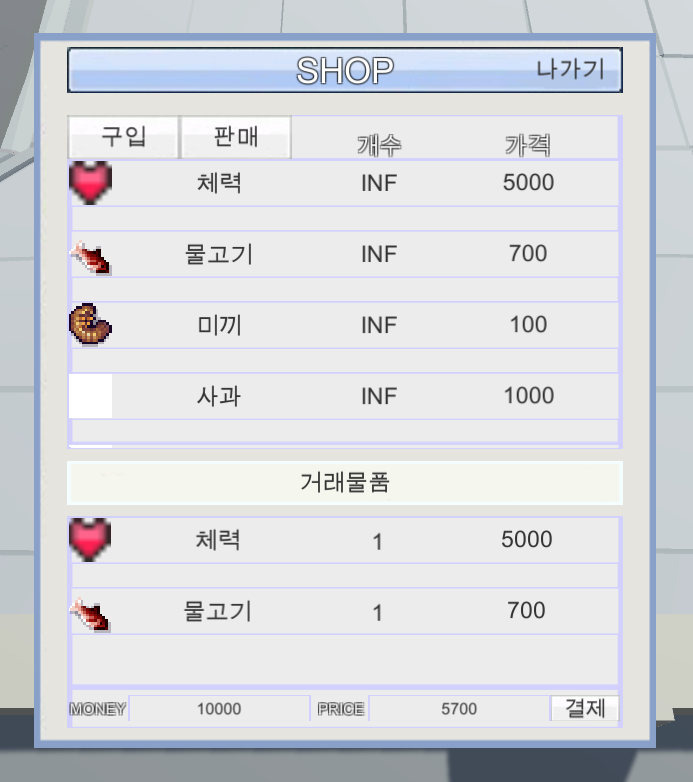 SHOP 나가기
구입 판매 개수 가격
체력 INF 5000
물고기 INF 700
미끼 INF 100
사과 INF 1000
거래물품
체력 1 5000
물고기 1 700
MONEY 10000 PRICE 5700 결제